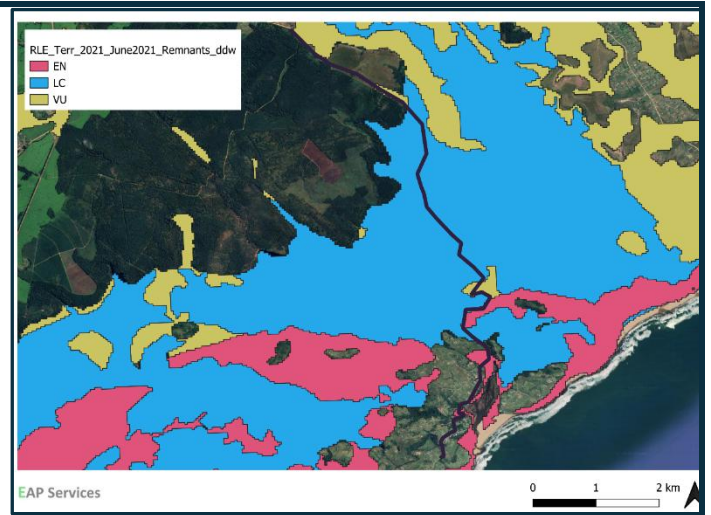 RLE_Terr_2021_June2021_Remnants_ddw
EN
LC
VU
EAP Services
0 1 2 km